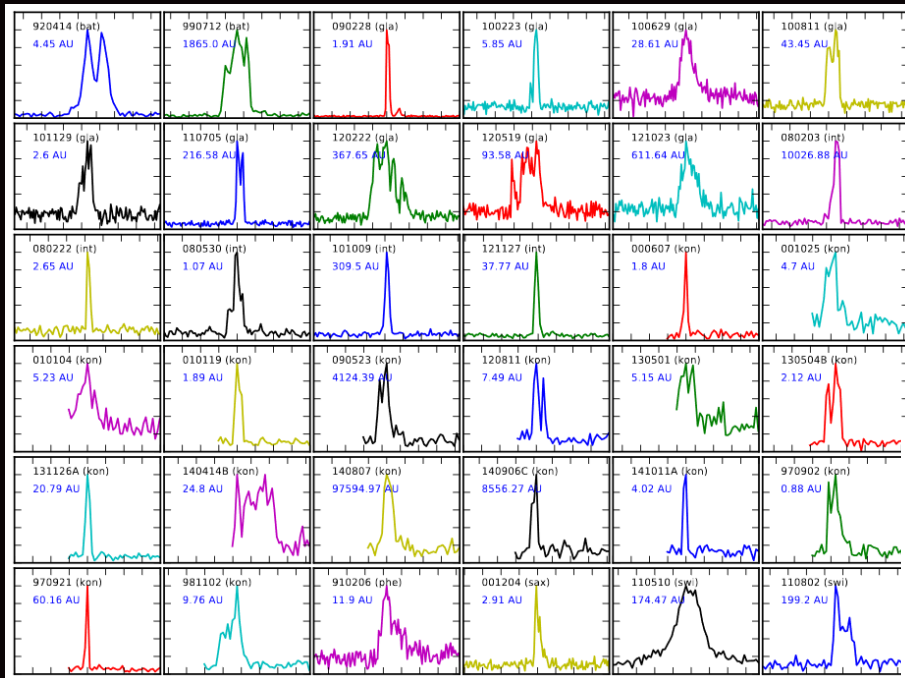 920414 (bat)
4.45 AU
990712 (bat)
1865.0 AU
090228 (gja)
1.91 AU
100223 (gja)
5.85 AU
100629 (gja)
28.61 AU
100811 (gja)
43.45 AU
101129 (gja)
2.6 AU
110705 (gja)
216.58 AU
120222 (gja)
367.65 AU
120519 (gja)
93.58 AU
121023 (gja)
611.64 AU
080203 (int)
10026.88 AU
080222 (int)
2.65 AU
080530 (int)
1.07 AU
101009 (int)
309.5 AU
121127 (int)
37.77 AU
000607 (kon)
1.8 AU
001025 (kon)
4.7 AU
010104 (kon)
5.23 AU
010119 (kon)
1.89 AU
090523 (kon)
4124.39 AU
120811 (kon)
7.49 AU
130501 (kon)
5.15 AU
130504B (kon)
2.12 AU
131126A (kon)
20.79 AU
140414B (kon)
24.8 AU
140807 (kon)
97594.97 AU
140906C (kon)
8556.27 AU
141011A (kon)
4.02 AU
970902 (kon)
0.88 AU
970921 (kon)
60.16 AU
981102 (kon)
9.76 AU
910206 (phe)
11.9 AU
001204 (sax)
2.91 AU
110510 (swi)
174.47 AU
110802 (swi)
199.2 AU